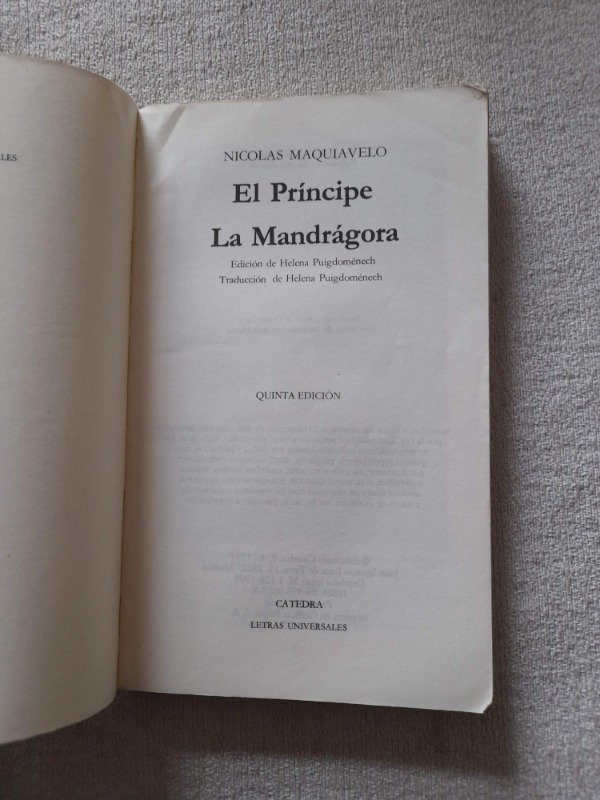 LES
NICOLAS MAQUIAVELO
El Príncipe
La Mandrágora
Edición de Helena Puigdoménech
Traducción de Helena Puigdoménech
QUINTA EDICIÓN
CATEDRA
LETRAS UNIVERSALES